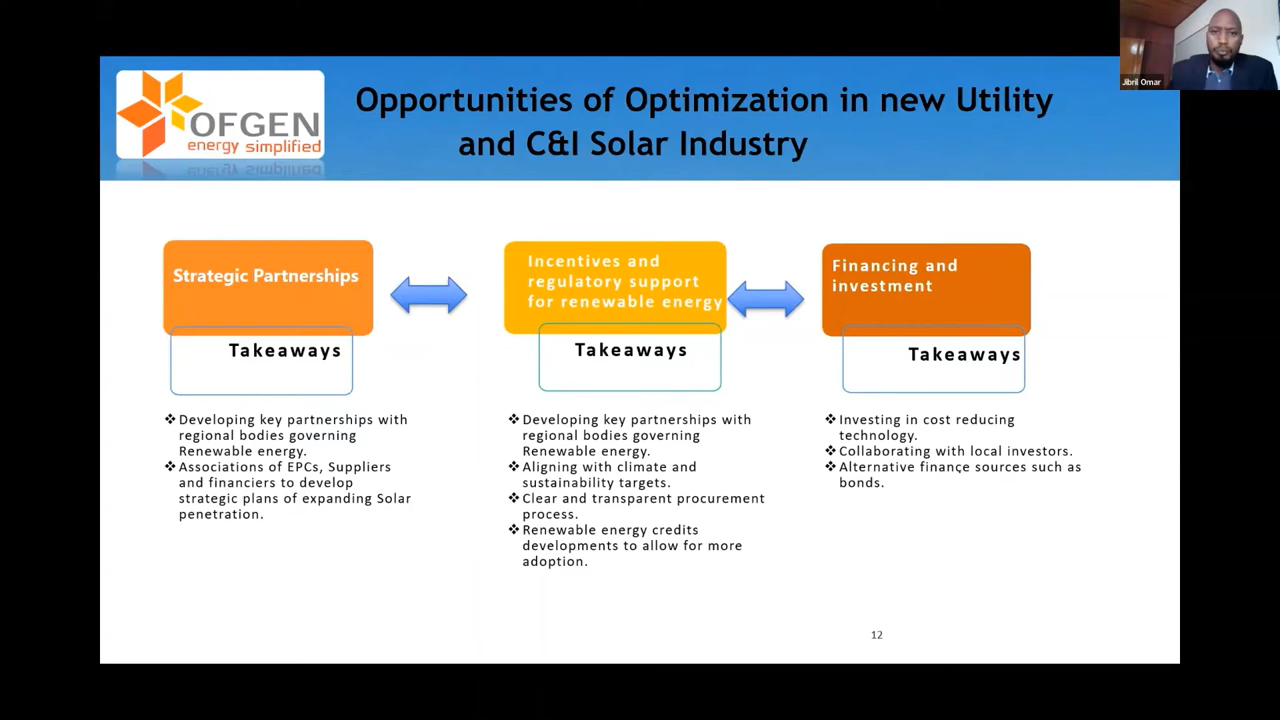 Jibril Omar
OFGEN
energy simplified
Opportunities of Optimization in new Utility
and C&I Solar Industry
Strategic Partnerships
Takeaways
❖Developing key partnerships with
regional bodies governing
Renewable energy.
❖Associations of EPCs, Suppliers
and financiers to develop
strategic plans of expanding Solar
penetration.
Incentives and
regulatory support
for renewable energy
Takeaways
❖Developing key partnerships with
regional bodies governing
Renewable energy.
❖Aligning with climate and
sustainability targets.
❖Clear and transparent procurement
process.
❖Renewable energy credits
developments to allow for more
adoption.
Financing and
investment
Takeaways
❖Investing in cost reducing
technology.
❖Collaborating with local investors.
❖Alternative finance sources such as
bonds.
12